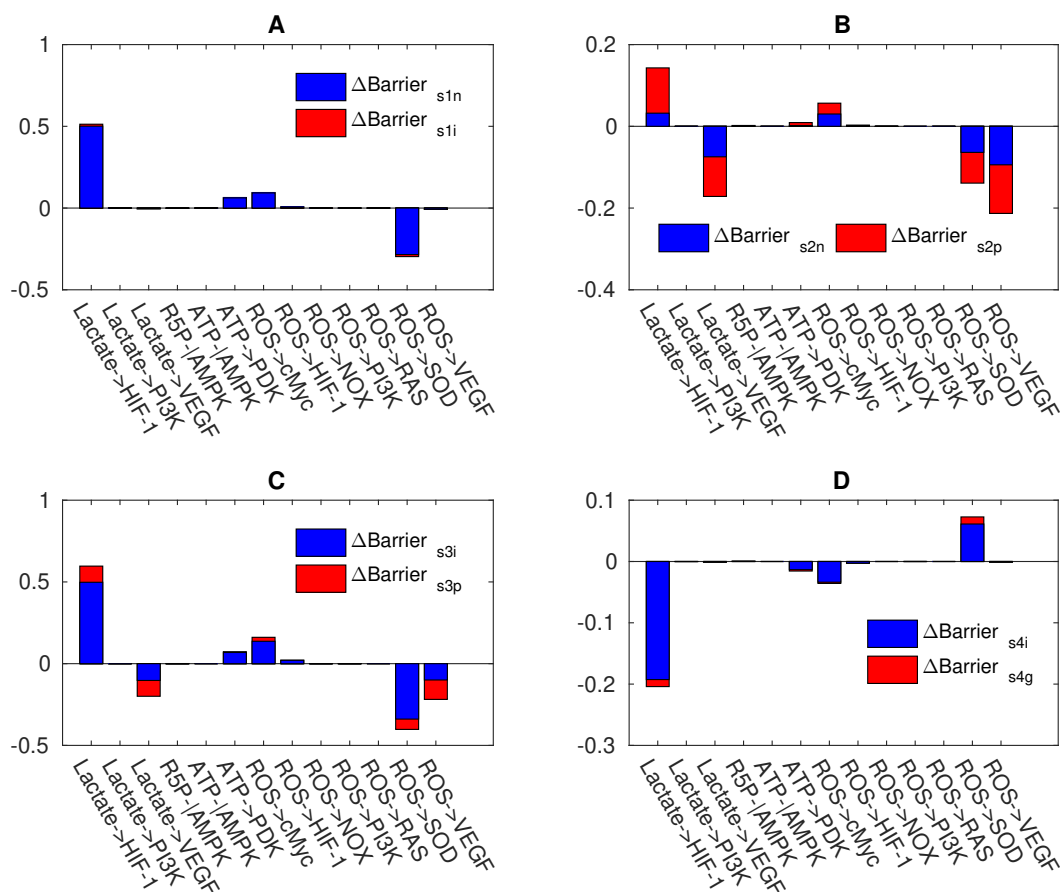 A
1
0.5
0
-0.5
ΔBarrier s1n
ΔBarrier s1i
Lactate->HIF-1
Lactate->PI3K
Lactate->VEGF
R5P-|AMPK
ATP-|AMPK
ATP->PDK
ROS->cMyc
ROS->HIF-1
ROS->NOX
ROS->PI3K
ROS->RAS
ROS->SOD
ROS->VEGF
B
0.2
0
-0.2
-0.4
ΔBarrier s2n ΔBarrier s2p
Lactate->HIF-1
Lactate->PI3K
Lactate->VEGF
R5P-|AMPK
ATP-|AMPK
ATP->PDK
ROS->cMyc
ROS->HIF-1
ROS->NOX
ROS->PI3K
ROS->RAS
ROS->SOD
ROS->VEGF
C
1
0.5
0
-0.5
ΔBarrier s3i
ΔBarrier s3p
Lactate->HIF-1
Lactate->PI3K
Lactate->VEGF
R5P-|AMPK
ATP-|AMPK
ATP->PDK
ROS->cMyc
ROS->HIF-1
ROS->NOX
ROS->PI3K
ROS->RAS
ROS->SOD
ROS->VEGF
D
0.1
0
-0.1
-0.2
-0.3
ΔBarrier s4i
ΔBarrier s4g
Lactate->HIF-1
Lactate->PI3K
Lactate->VEGF
R5P-|AMPK
ATP-|AMPK
ATP->PDK
ROS->cMyc
ROS->HIF-1
ROS->NOX
ROS->PI3K
ROS->RAS
ROS->SOD
ROS->VEGF